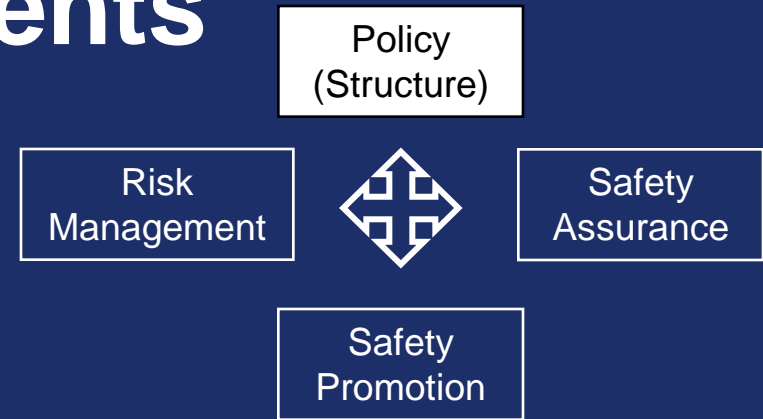 ents
Policy
(Structure)
Risk
Management
Safety
Assurance
Safety
Promotion